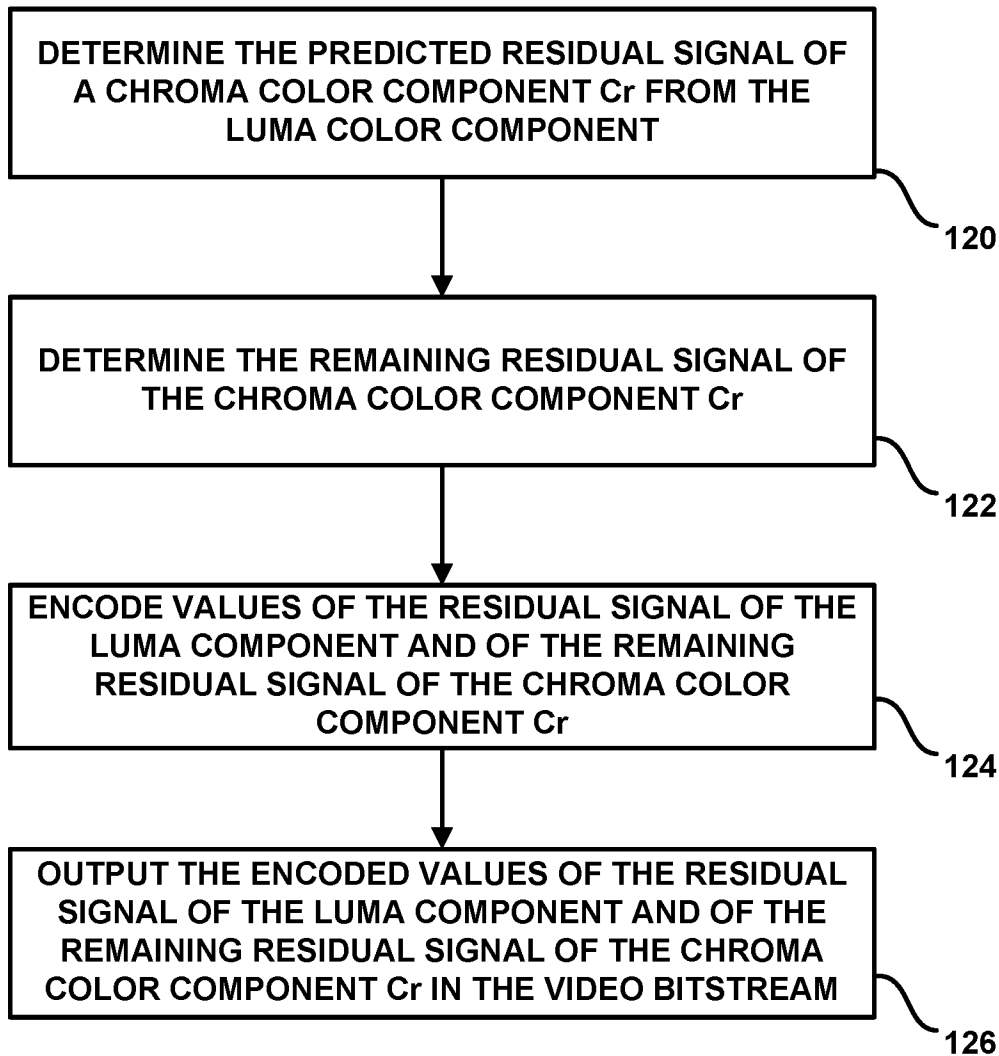 DETERMINE THE PREDICTED RESIDUAL SIGNAL OF
A CHROMA COLOR COMPONENT Cr FROM THE
LUMA COLOR COMPONENT
120
DETERMINE THE REMAINING RESIDUAL SIGNAL OF
THE CHROMA COLOR COMPONENT Cr
122
ENCODE VALUES OF THE RESIDUAL SIGNAL OF THE
LUMA COMPONENT AND OF THE REMAINING
RESIDUAL SIGNAL OF THE CHROMA COLOR
COMPONENT Cr
124
OUTPUT THE ENCODED VALUES OF THE RESIDUAL
SIGNAL OF THE LUMA COMPONENT AND OF THE
REMAINING RESIDUAL SIGNAL OF THE CHROMA
COLOR COMPONENT Cr IN THE VIDEO BITSTREAM
126